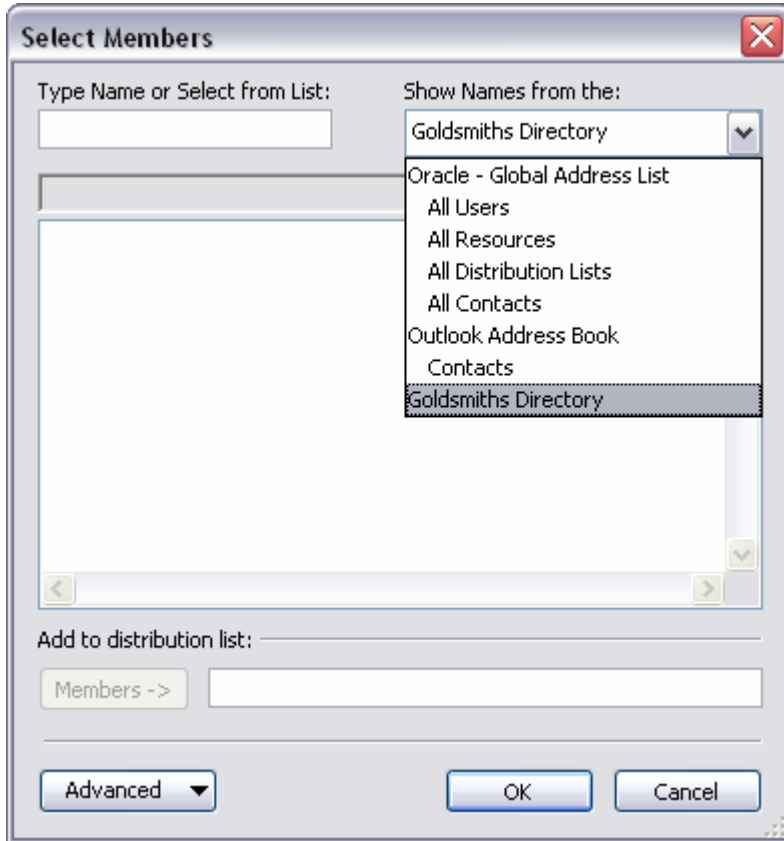 Select Members
Type Name or Select from List:
Show Names from the:
Goldsmiths Directory
Oracle - Global Address List
All Users
All Resources
All Distribution Lists
All Contacts
Outlook Address Book
Contacts
Goldsmiths Directory
Add to distribution list:
Members ->
Advanced
OK
Cancel